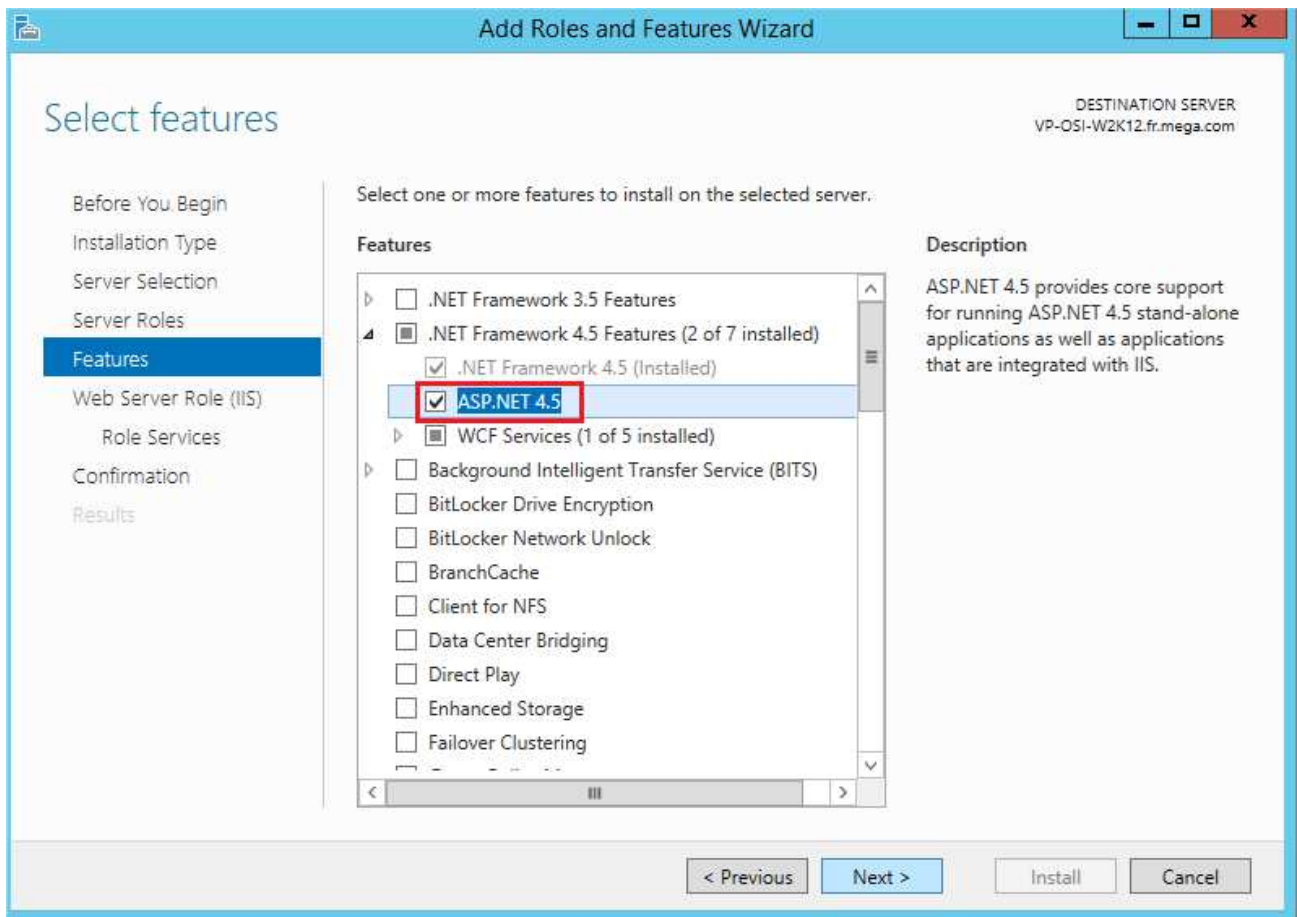 Add Roles and Features Wizard
Select features
DESTINATION SERVER
VP-OSI-W2K12.fr.mega.com
Before You Begin
Installation Type
Server Selection
Server Roles
Features
Web Server Role (IIS)
Role Services
Confirmation
Results
Select one or more features to install on the selected server.
Features
.NET Framework 3.5 Features
.NET Framework 4.5 Features (2 of 7 installed)
.NET Framework 4.5 (Installed)
ASP.NET 4.5
WCF Services (1 of 5 installed)
Background Intelligent Transfer Service (BITS)
BitLocker Drive Encryption
BitLocker Network Unlock
BranchCache
Client for NFS
Data Center Bridging
Direct Play
Enhanced Storage
Failover Clustering
Description
ASP.NET 4.5 provides core support
for running ASP.NET 4.5 stand-alone
applications as well as applications
that are integrated with IIS.
< Previous
Next >
Install
Cancel